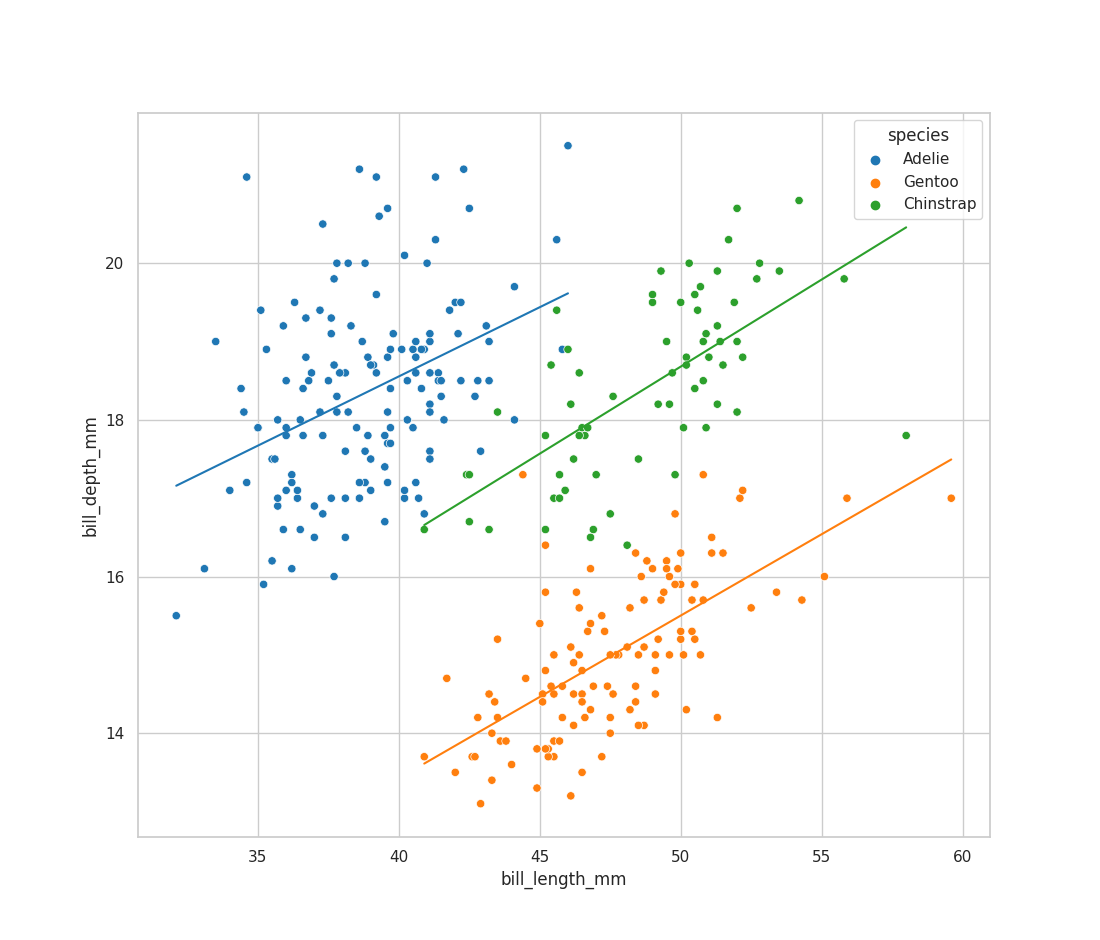 species
Adelie
Gentoo
Chinstrap
bill_depth_mm
20
18
16
14
35 40 45 50 55 60
bill_length_mm